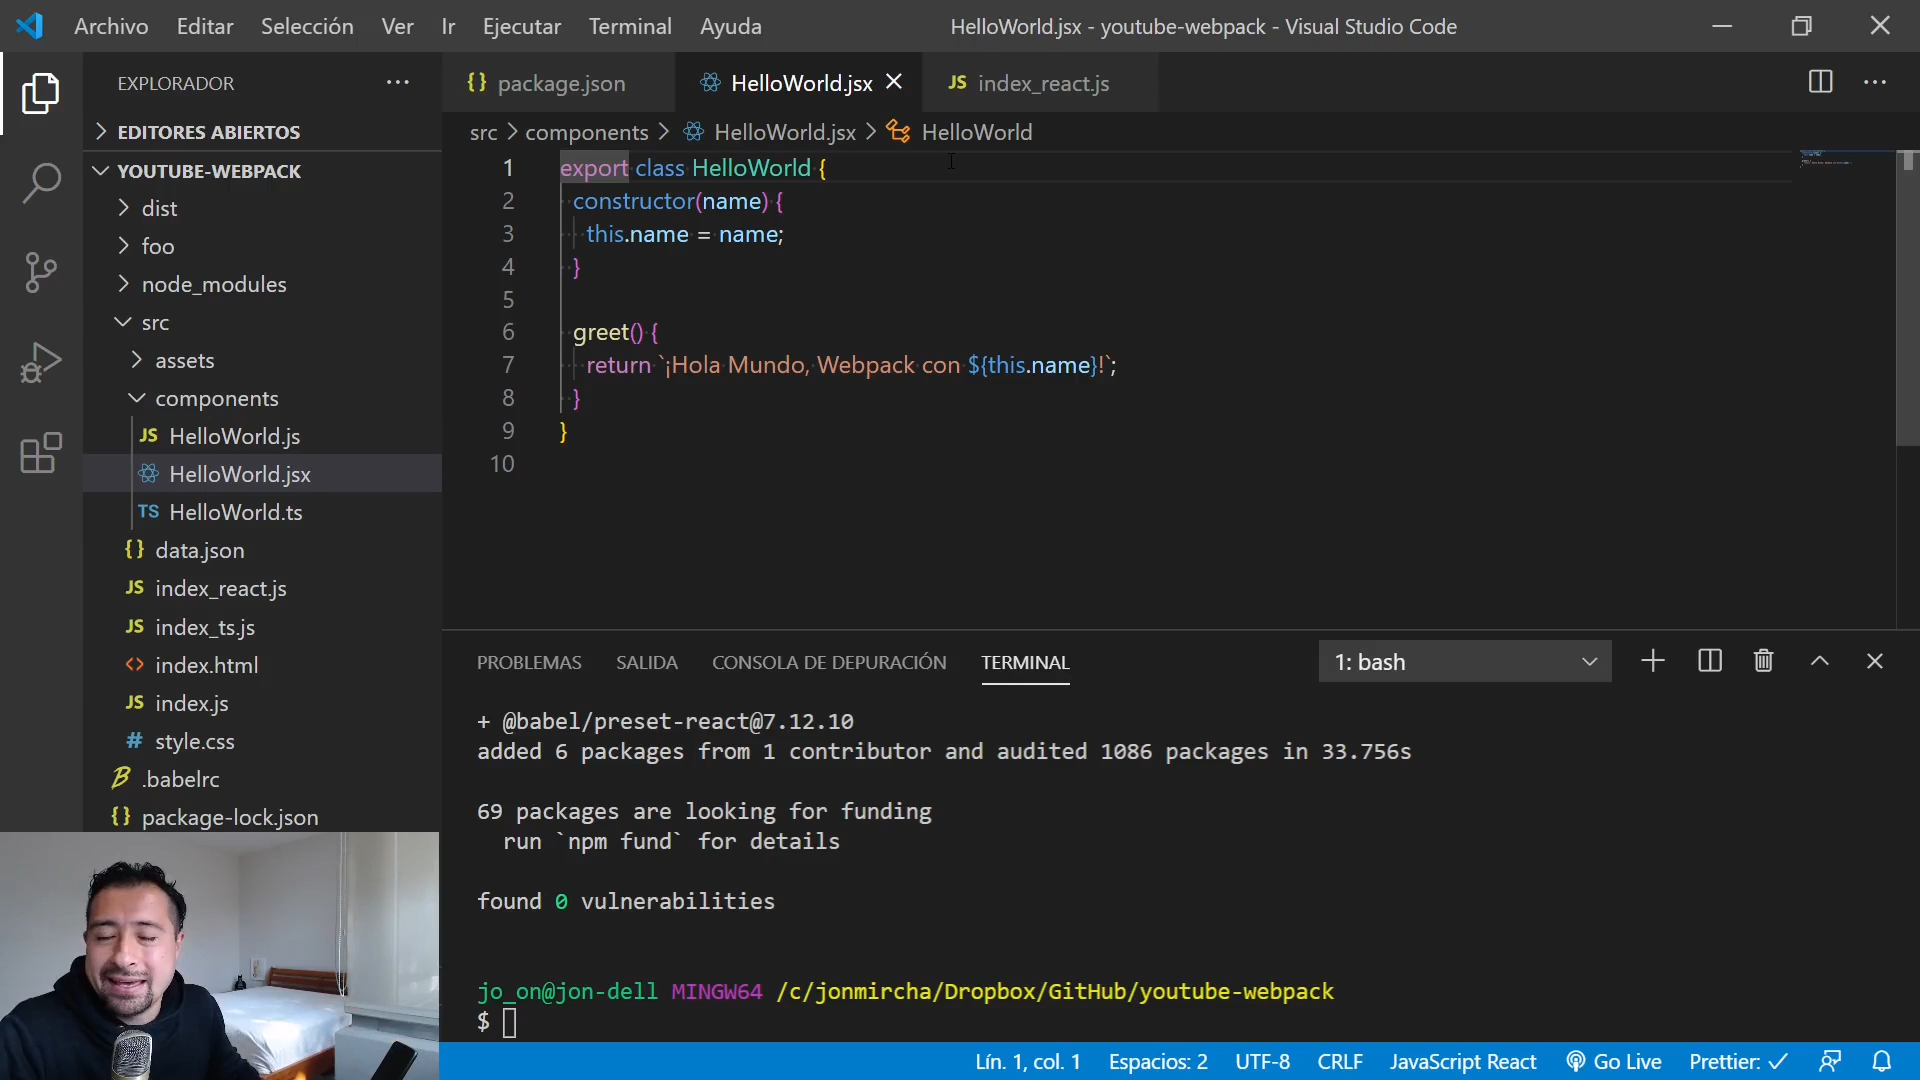 Archivo Editar Selección Ver Ir Ejecutar Terminal Ayuda HelloWorld.jsx - youtube-webpack - Visual Studio Code
EXPLORADOR
EDITORES ABIERTOS
YOUTUBE-WEBPACK
dist
foo
node_modules
src
assets
components
JS HelloWorld.js
HelloWorld.jsx
TS HelloWorld.ts
{} data.json
JS index_react.js
JS index_ts.js
<> index.html
JS index.js
# style.css
.babelrc
{} package-lock.json
{} package.json HelloWorld.jsx JS index_react.js
src > components > HelloWorld.jsx > HelloWorld
1 export class HelloWorld {
2 constructor(name) {
3 this.name = name;
4 }
5
6 greet() {
7 return `¡Hola Mundo, Webpack con ${this.name}!`;
8 }
9 }
10
PROBLEMAS SALIDA CONSOLA DE DEPURACIÓN TERMINAL 1: bash
+ @babel/preset-react@7.12.10
added 6 packages from 1 contributor and audited 1086 packages in 33.756s
69 packages are looking for funding
run `npm fund` for details
found 0 vulnerabilities
jo_on@jon-dell MINGW64 /c/jonmircha/Dropbox/GitHub/youtube-webpack
$
Lín. 1, col. 1 Espacios: 2 UTF-8 CRLF JavaScript React Go Live Prettier: ✓